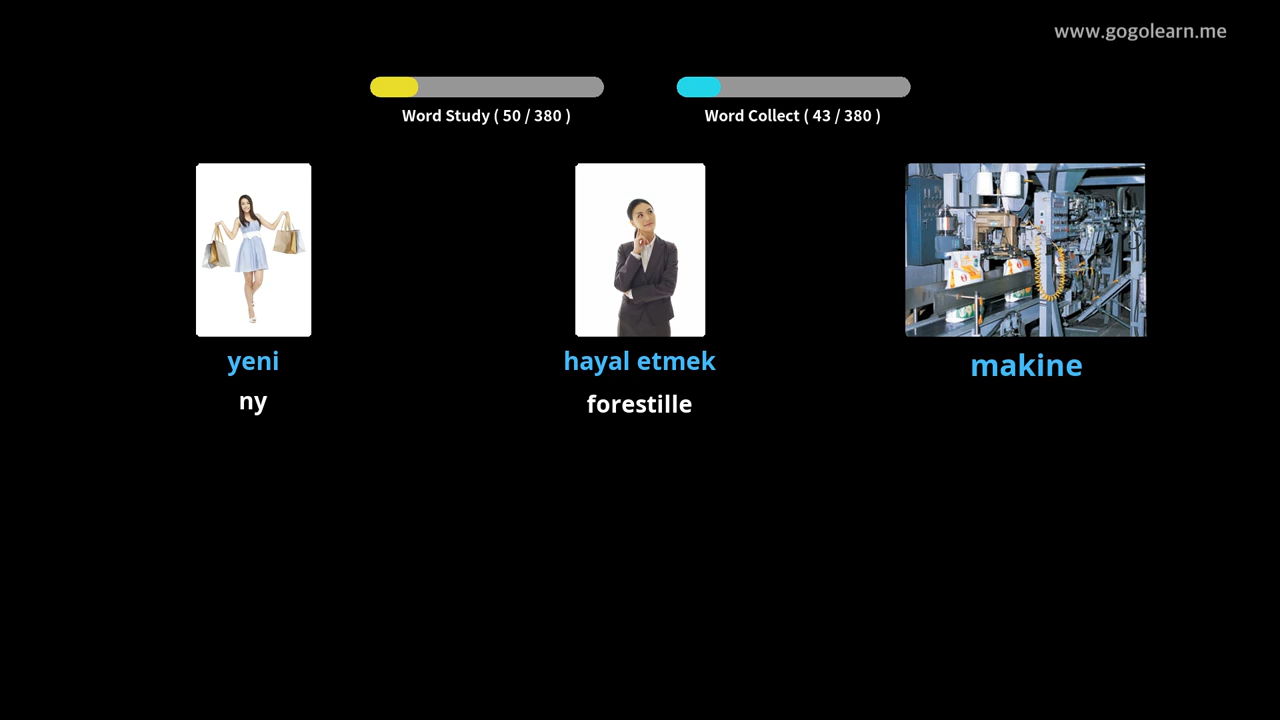 www.gogolearn.me
Word Study ( 50 / 380 )
Word Collect ( 43 / 380 )
yeni
ny
hayal etmek
forestille
makine